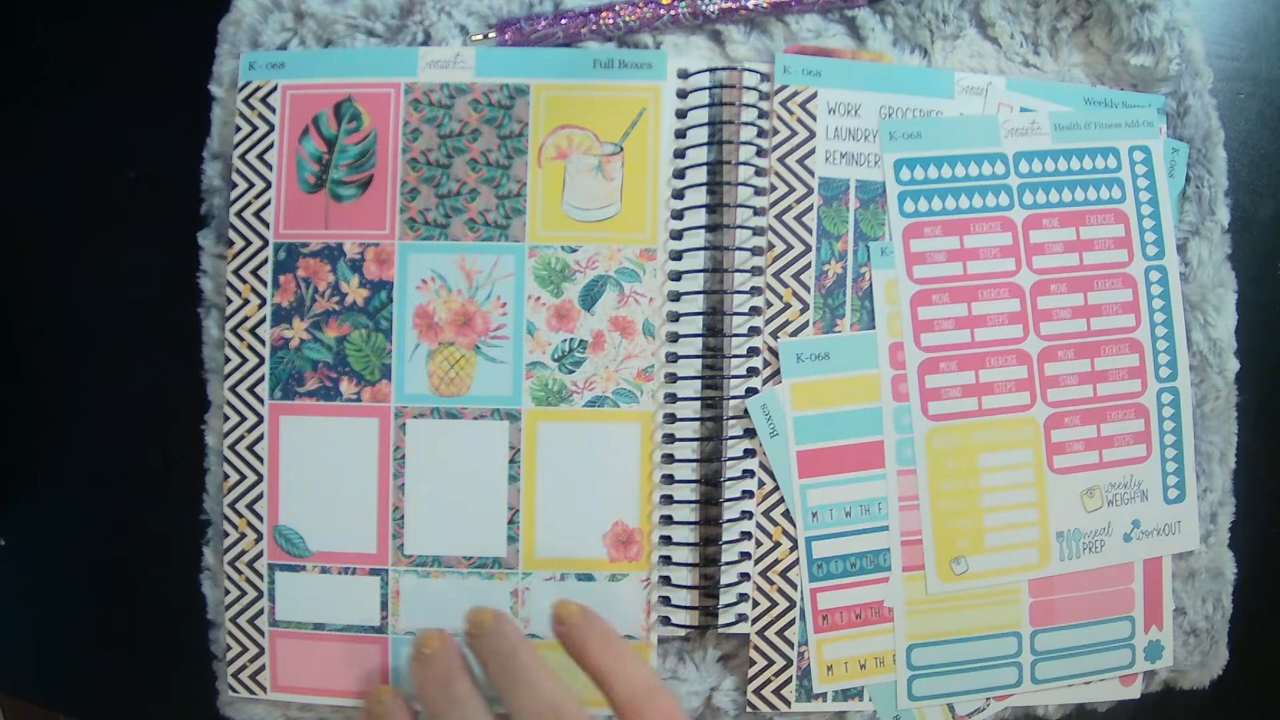 K - 068
Full Boxes
K - 068
Weekly
WORK GROCERIES
LAUNDRY
REMINDER
K-068
Health & Fitness Add-On
K-068
MOVE EXERCISE
STAND STEPS
MOVE EXERCISE
STAND STEPS
MOVE EXERCISE
STAND STEPS
MOVE EXERCISE
STAND STEPS
MOVE EXERCISE
STAND STEPS
MOVE EXERCISE
STAND STEPS
MOVE EXERCISE
STAND STEPS
weekly
WEIGH-IN
meal
PREP
workOUT
K-068
Boxes
K-
M T W TH F
M T W TH F
M T W TH F
M T W TH F